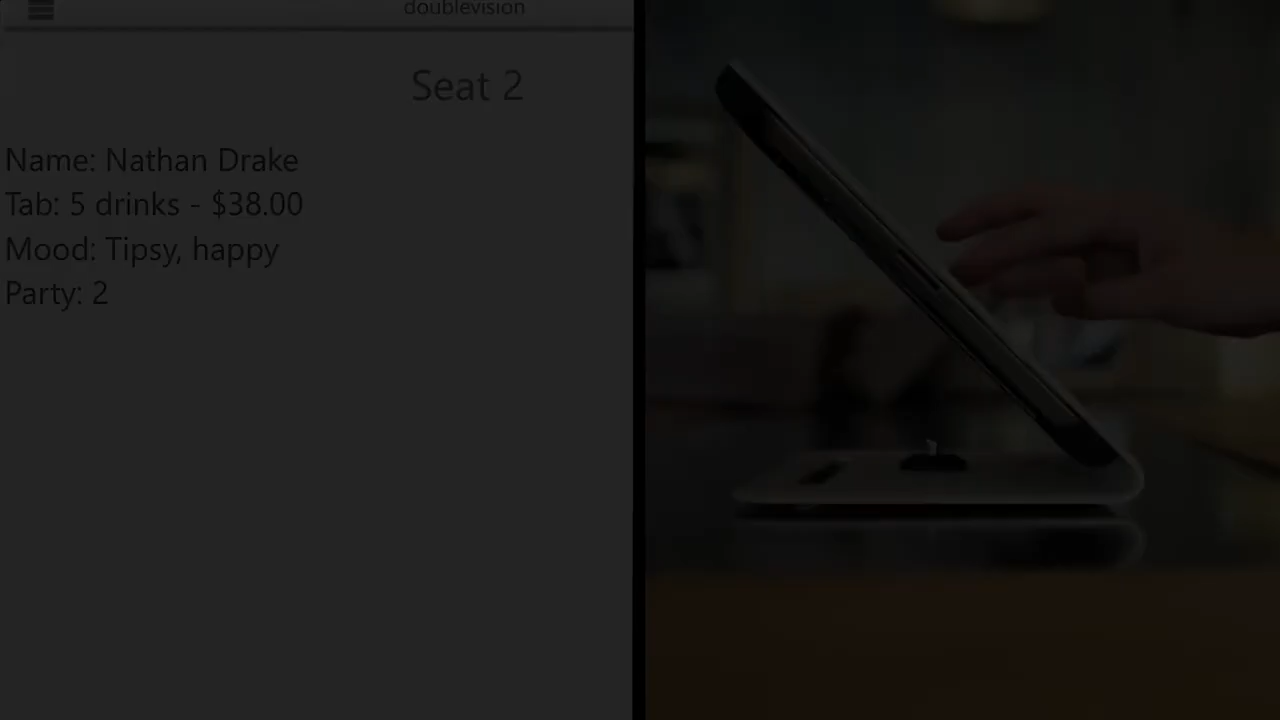 doublevision
Seat 2
Name: Nathan Drake
Tab: 5 drinks - $38.00
Mood: Tipsy, happy
Party: 2